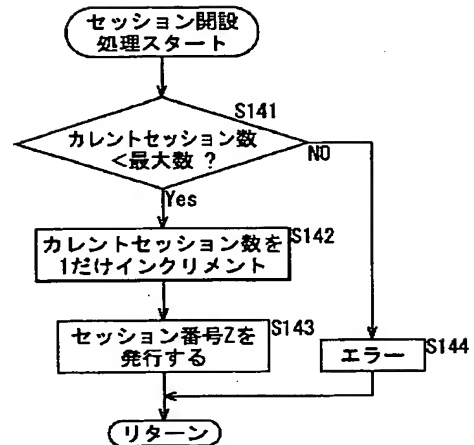 セッション開設
処理スタート
S141
カレントセッション数
<最大数 ?
NO
Yes
カレントセッション数を
1だけインクリメント
S142
セッション番号Zを
発行する
S143
エラー
S144
リターン